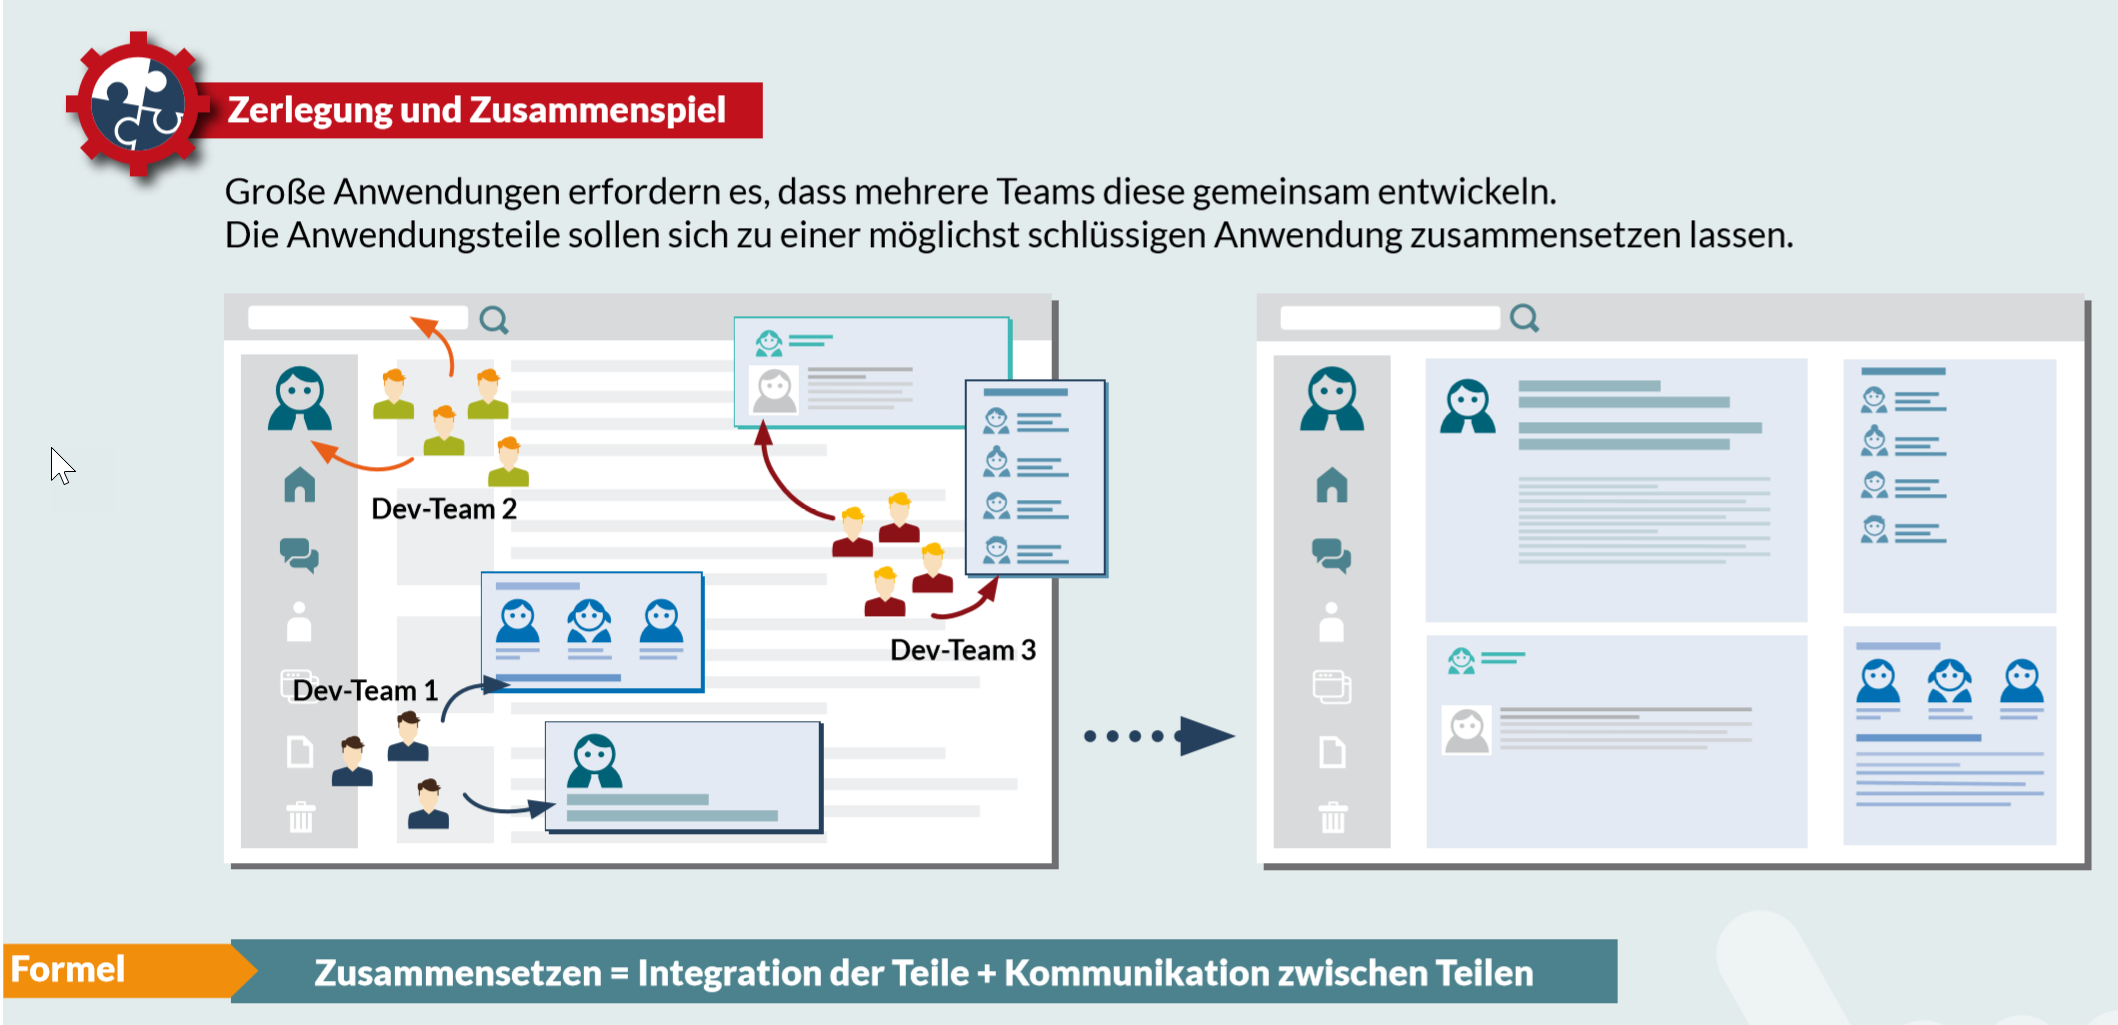 Zerlegung und Zusammenspiel
Große Anwendungen erfordern es, dass mehrere Teams diese gemeinsam entwickeln.
Die Anwendungsteile sollen sich zu einer möglichst schlüssigen Anwendung zusammensetzen lassen.
Dev-Team 2
Dev-Team 3
Dev-Team 1
Formel
Zusammensetzen = Integration der Teile + Kommunikation zwischen Teilen